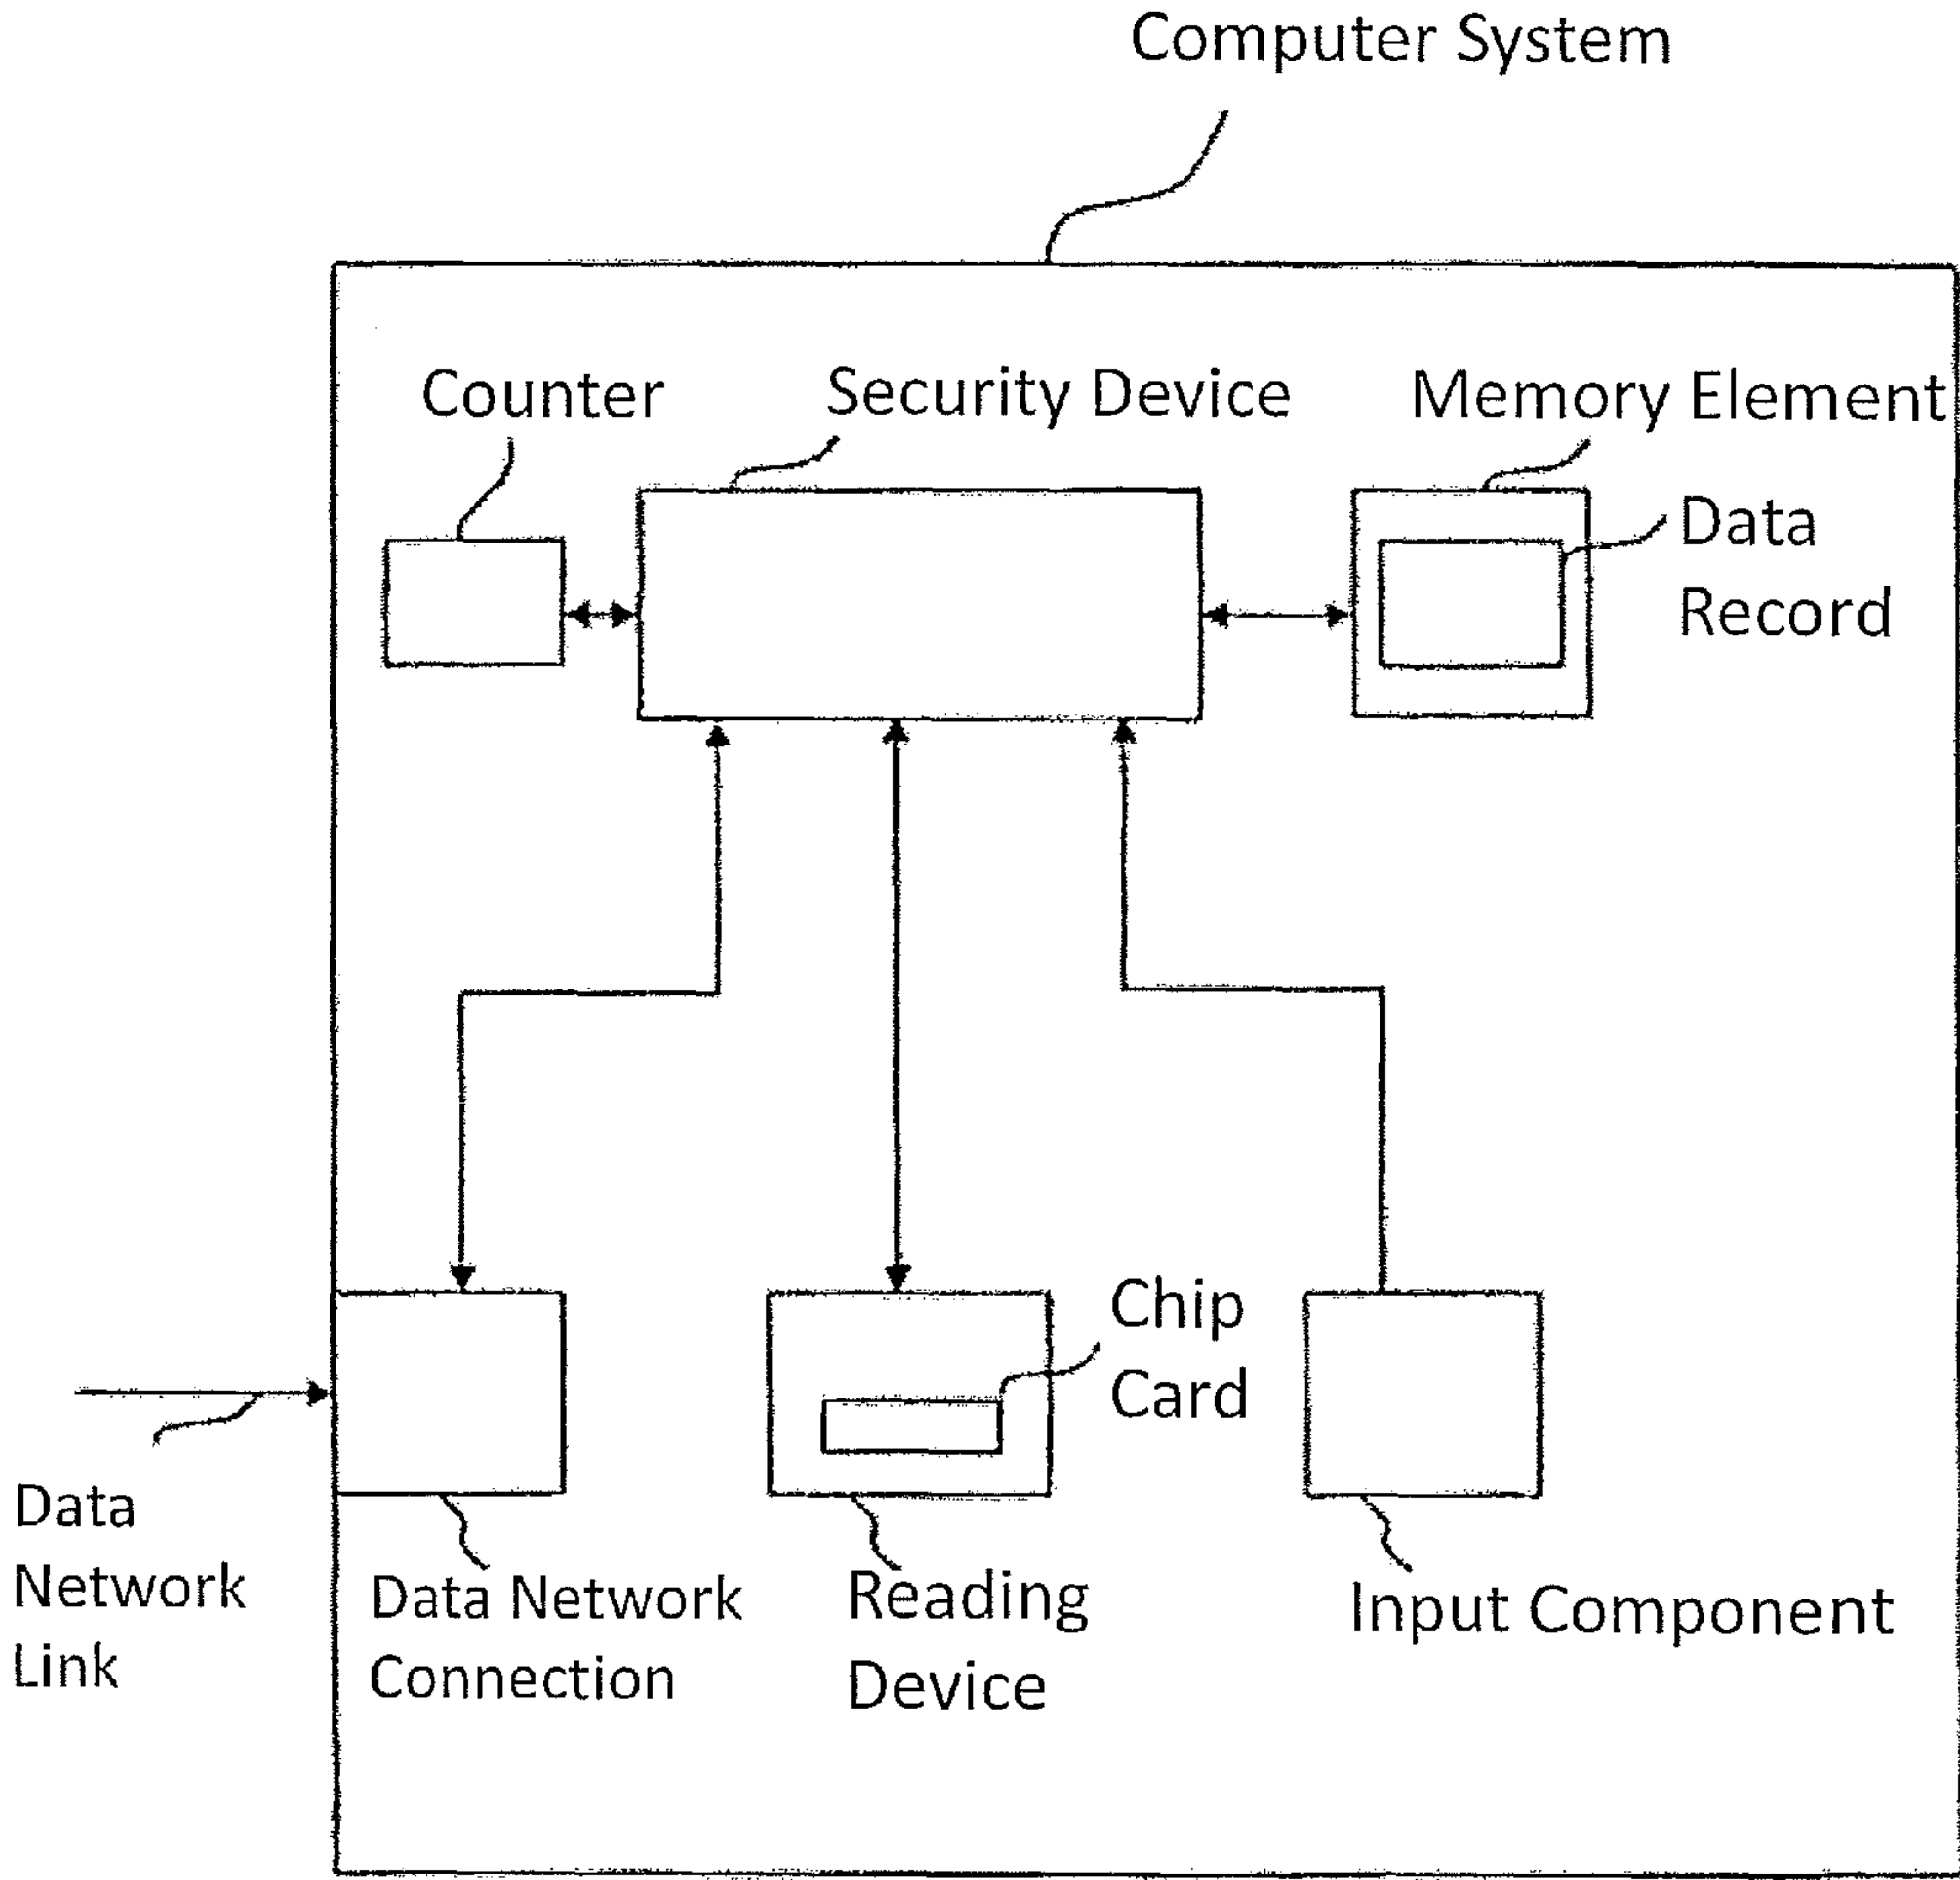 Computer System
Counter
Security Device
Memory Element
Data
Record
Chip
Card
Data
Network
Link
Data Network
Connection
Reading
Device
Input Component